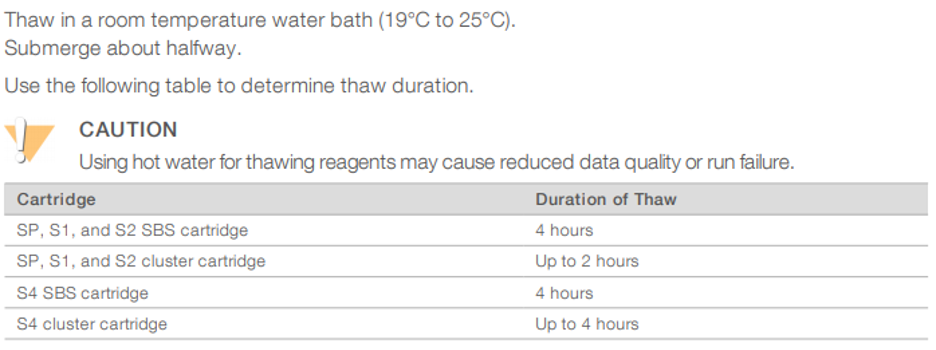 Thaw in a room temperature water bath (19°C to 25°C).
Submerge about halfway.
Use the following table to determine thaw duration.
CAUTION
Using hot water for thawing reagents may cause reduced data quality or run failure.
Cartridge Duration of Thaw
SP, S1, and S2 SBS cartridge 4 hours
SP, S1, and S2 cluster cartridge Up to 2 hours
S4 SBS cartridge 4 hours
S4 cluster cartridge Up to 4 hours